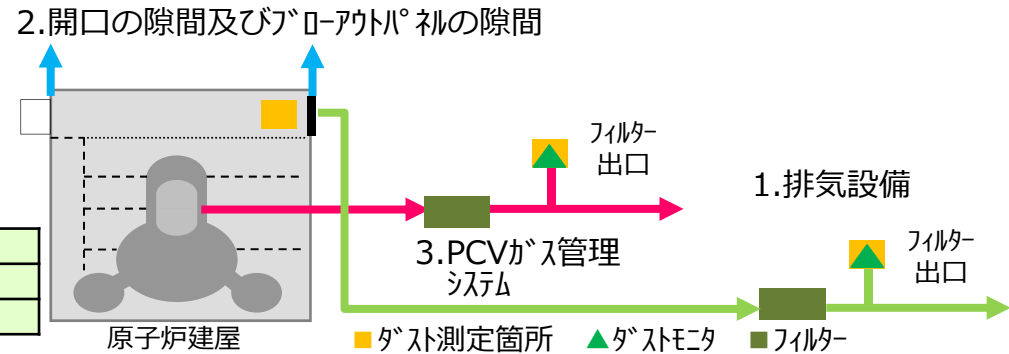 2.開口の隙間及びﾌﾞﾛｰｱｳﾄﾊﾟﾈﾙの隙間
ﾌｨﾙﾀｰ
出口
1.排気設備
3.PCVｶﾞｽ管理
ｼｽﾃﾑ
ﾌｨﾙﾀｰ
出口
原子炉建屋
■ﾀﾞｽﾄ測定箇所 ▲ﾀﾞｽﾄﾓﾆﾀ ■ﾌｨﾙﾀｰ